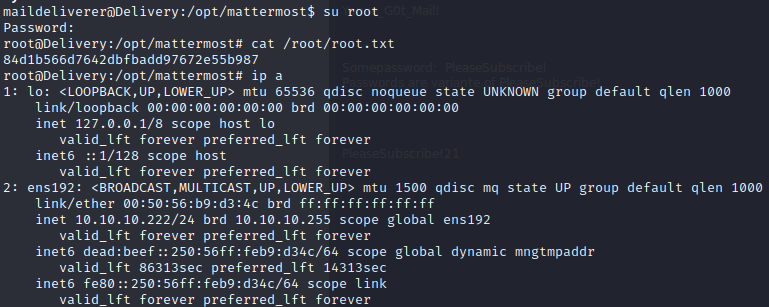 maildeliverer@Delivery:/opt/mattermost$ su root
Password:
root@Delivery:/opt/mattermost# cat /root/root.txt
84d1b566d7642dbfbadd97672e55b987
root@Delivery:/opt/mattermost# ip a
1: lo: <LOOPBACK,UP,LOWER_UP> mtu 65536 qdisc noqueue state UNKNOWN group default qlen 1000
link/loopback 00:00:00:00:00:00 brd 00:00:00:00:00:00
inet 127.0.0.1/8 scope host lo
valid_lft forever preferred_lft forever
inet6 ::1/128 scope host
valid_lft forever preferred_lft forever
2: ens192: <BROADCAST,MULTICAST,UP,LOWER_UP> mtu 1500 qdisc mq state UP group default qlen 1000
link/ether 00:50:56:b9:d3:4c brd ff:ff:ff:ff:ff:ff
inet 10.10.10.222/24 brd 10.10.10.255 scope global ens192
valid_lft forever preferred_lft forever
inet6 dead:beef::250:56ff:feb9:d34c/64 scope global dynamic mngtmpaddr
valid_lft 86313sec preferred_lft 14313sec
inet6 fe80::250:56ff:feb9:d34c/64 scope link
valid_lft forever preferred_lft forever
PleaseSubscribe!21